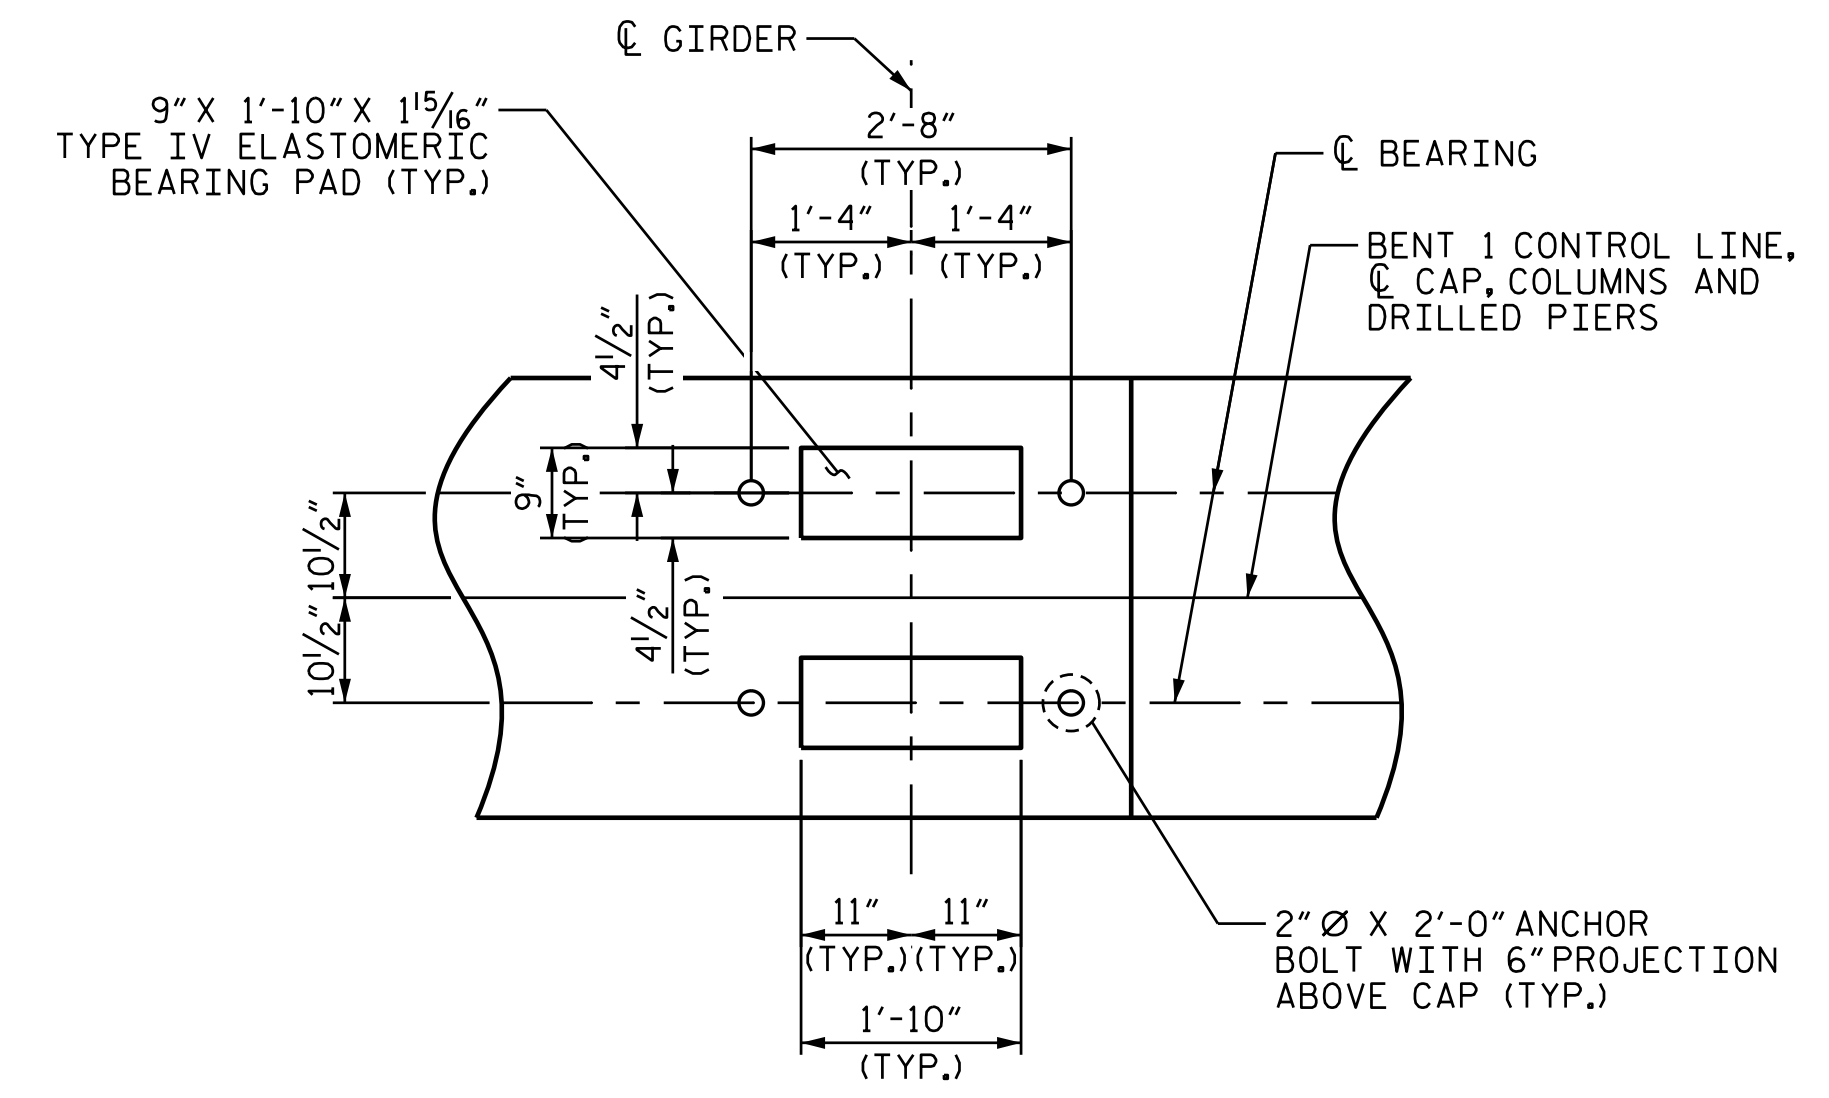 ℄ GIRDER
9" X 1'-10" X 1 15/16"
TYPE IV ELASTOMERIC
BEARING PAD (TYP.)
2'-8"
(TYP.)
1'-4"
(TYP.)
1'-4"
(TYP.)
℄ BEARING
BENT 1 CONTROL LINE,
℄ CAP, COLUMNS AND
DRILLED PIERS
4 1/2"
(TYP.)
9"
(TYP.)
10 1/2"
10 1/2"
4 1/2"
(TYP.)
11"
(TYP.)
11"
(TYP.)
1'-10"
(TYP.)
2" Ø X 2'-0" ANCHOR
BOLT WITH 6" PROJECTION
ABOVE CAP (TYP.)